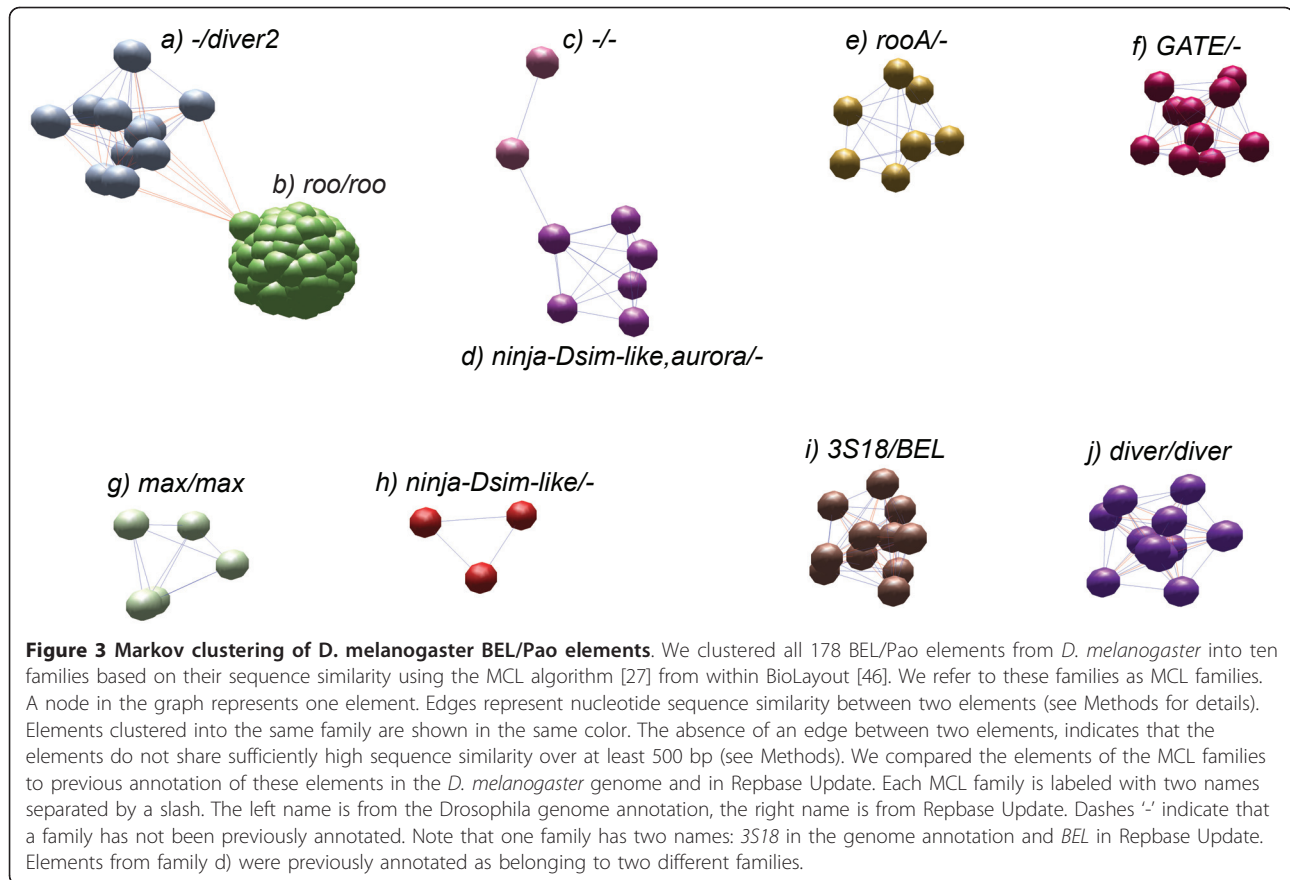 a) -/diver2
c) -/-
e) rooA/-
f) GATE/-
b) roo/roo
d) ninja-Dsim-like,aurora/-
g) max/max
h) ninja-Dsim-like/-
i) 3S18/BEL
j) diver/diver
Figure 3 Markov clustering of D. melanogaster BEL/Pao elements. We clustered all 178 BEL/Pao elements from D. melanogaster into ten
families based on their sequence similarity using the MCL algorithm [27] from within BioLayout [46]. We refer to these families as MCL families.
A node in the graph represents one element. Edges represent nucleotide sequence similarity between two elements (see Methods for details).
Elements clustered into the same family are shown in the same color. The absence of an edge between two elements, indicates that the
elements do not share sufficiently high sequence similarity over at least 500 bp (see Methods). We compared the elements of the MCL families
to previous annotation of these elements in the D. melanogaster genome and in Repbase Update. Each MCL family is labeled with two names
separated by a slash. The left name is from the Drosophila genome annotation, the right name is from Repbase Update. Dashes ‘-’ indicate that
a family has not been previously annotated. Note that one family has two names: 3S18 in the genome annotation and BEL in Repbase Update.
Elements from family d) were previously annotated as belonging to two different families.